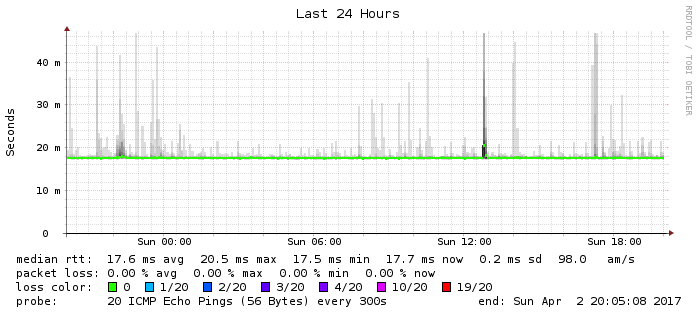 Last 24 Hours
RRDTOOL / TOBI OETIKER
Seconds
40 m
30 m
20 m
10 m
0
Sun 00:00 Sun 06:00 Sun 12:00 Sun 18:00
median rtt: 17.6 ms avg 20.5 ms max 17.5 ms min 17.7 ms now 0.2 ms sd 98.0 am/s
packet loss: 0.00 % avg 0.00 % max 0.00 % min 0.00 % now
loss color: 0 1/20 2/20 3/20 4/20 10/20 19/20
probe: 20 ICMP Echo Pings (56 Bytes) every 300s end: Sun Apr 2 20:05:08 2017